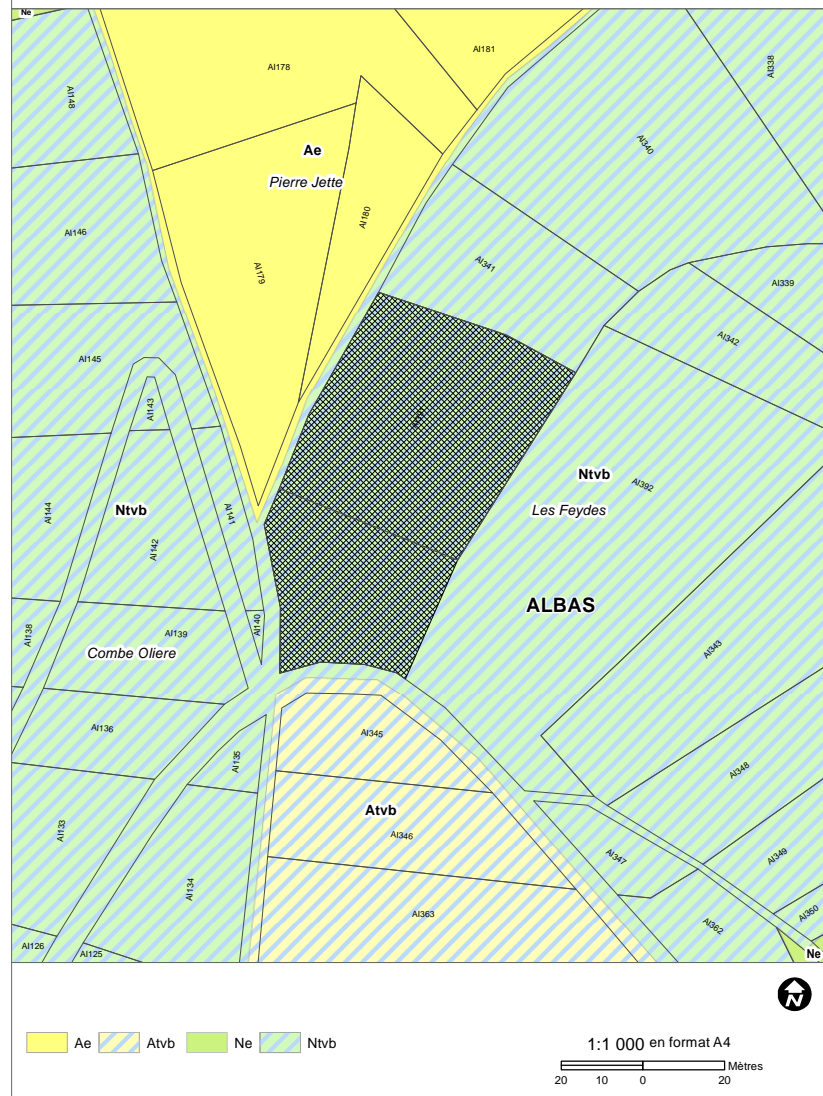 Ne
AI181
AI178
AI338
AI148
AI340
Ae
Pierre Jette
AI180
AI146
AI341
AI179
AI339
AI342
AI145
AI143
Ntvb
AI392
AI144
Ntvb
AI141
Les Feydes
AI142
ALBAS
AI138
AI139
AI140
Combe Oliere
AI343
AI136
AI345
AI135
AI348
Atvb
AI133
AI346
AI347
AI349
AI134
AI363
AI350
AI362
AI126
AI125
Ne
N
Ae Atvb Ne Ntvb
1:1 000 en format A4
Mètres
20 10 0 20